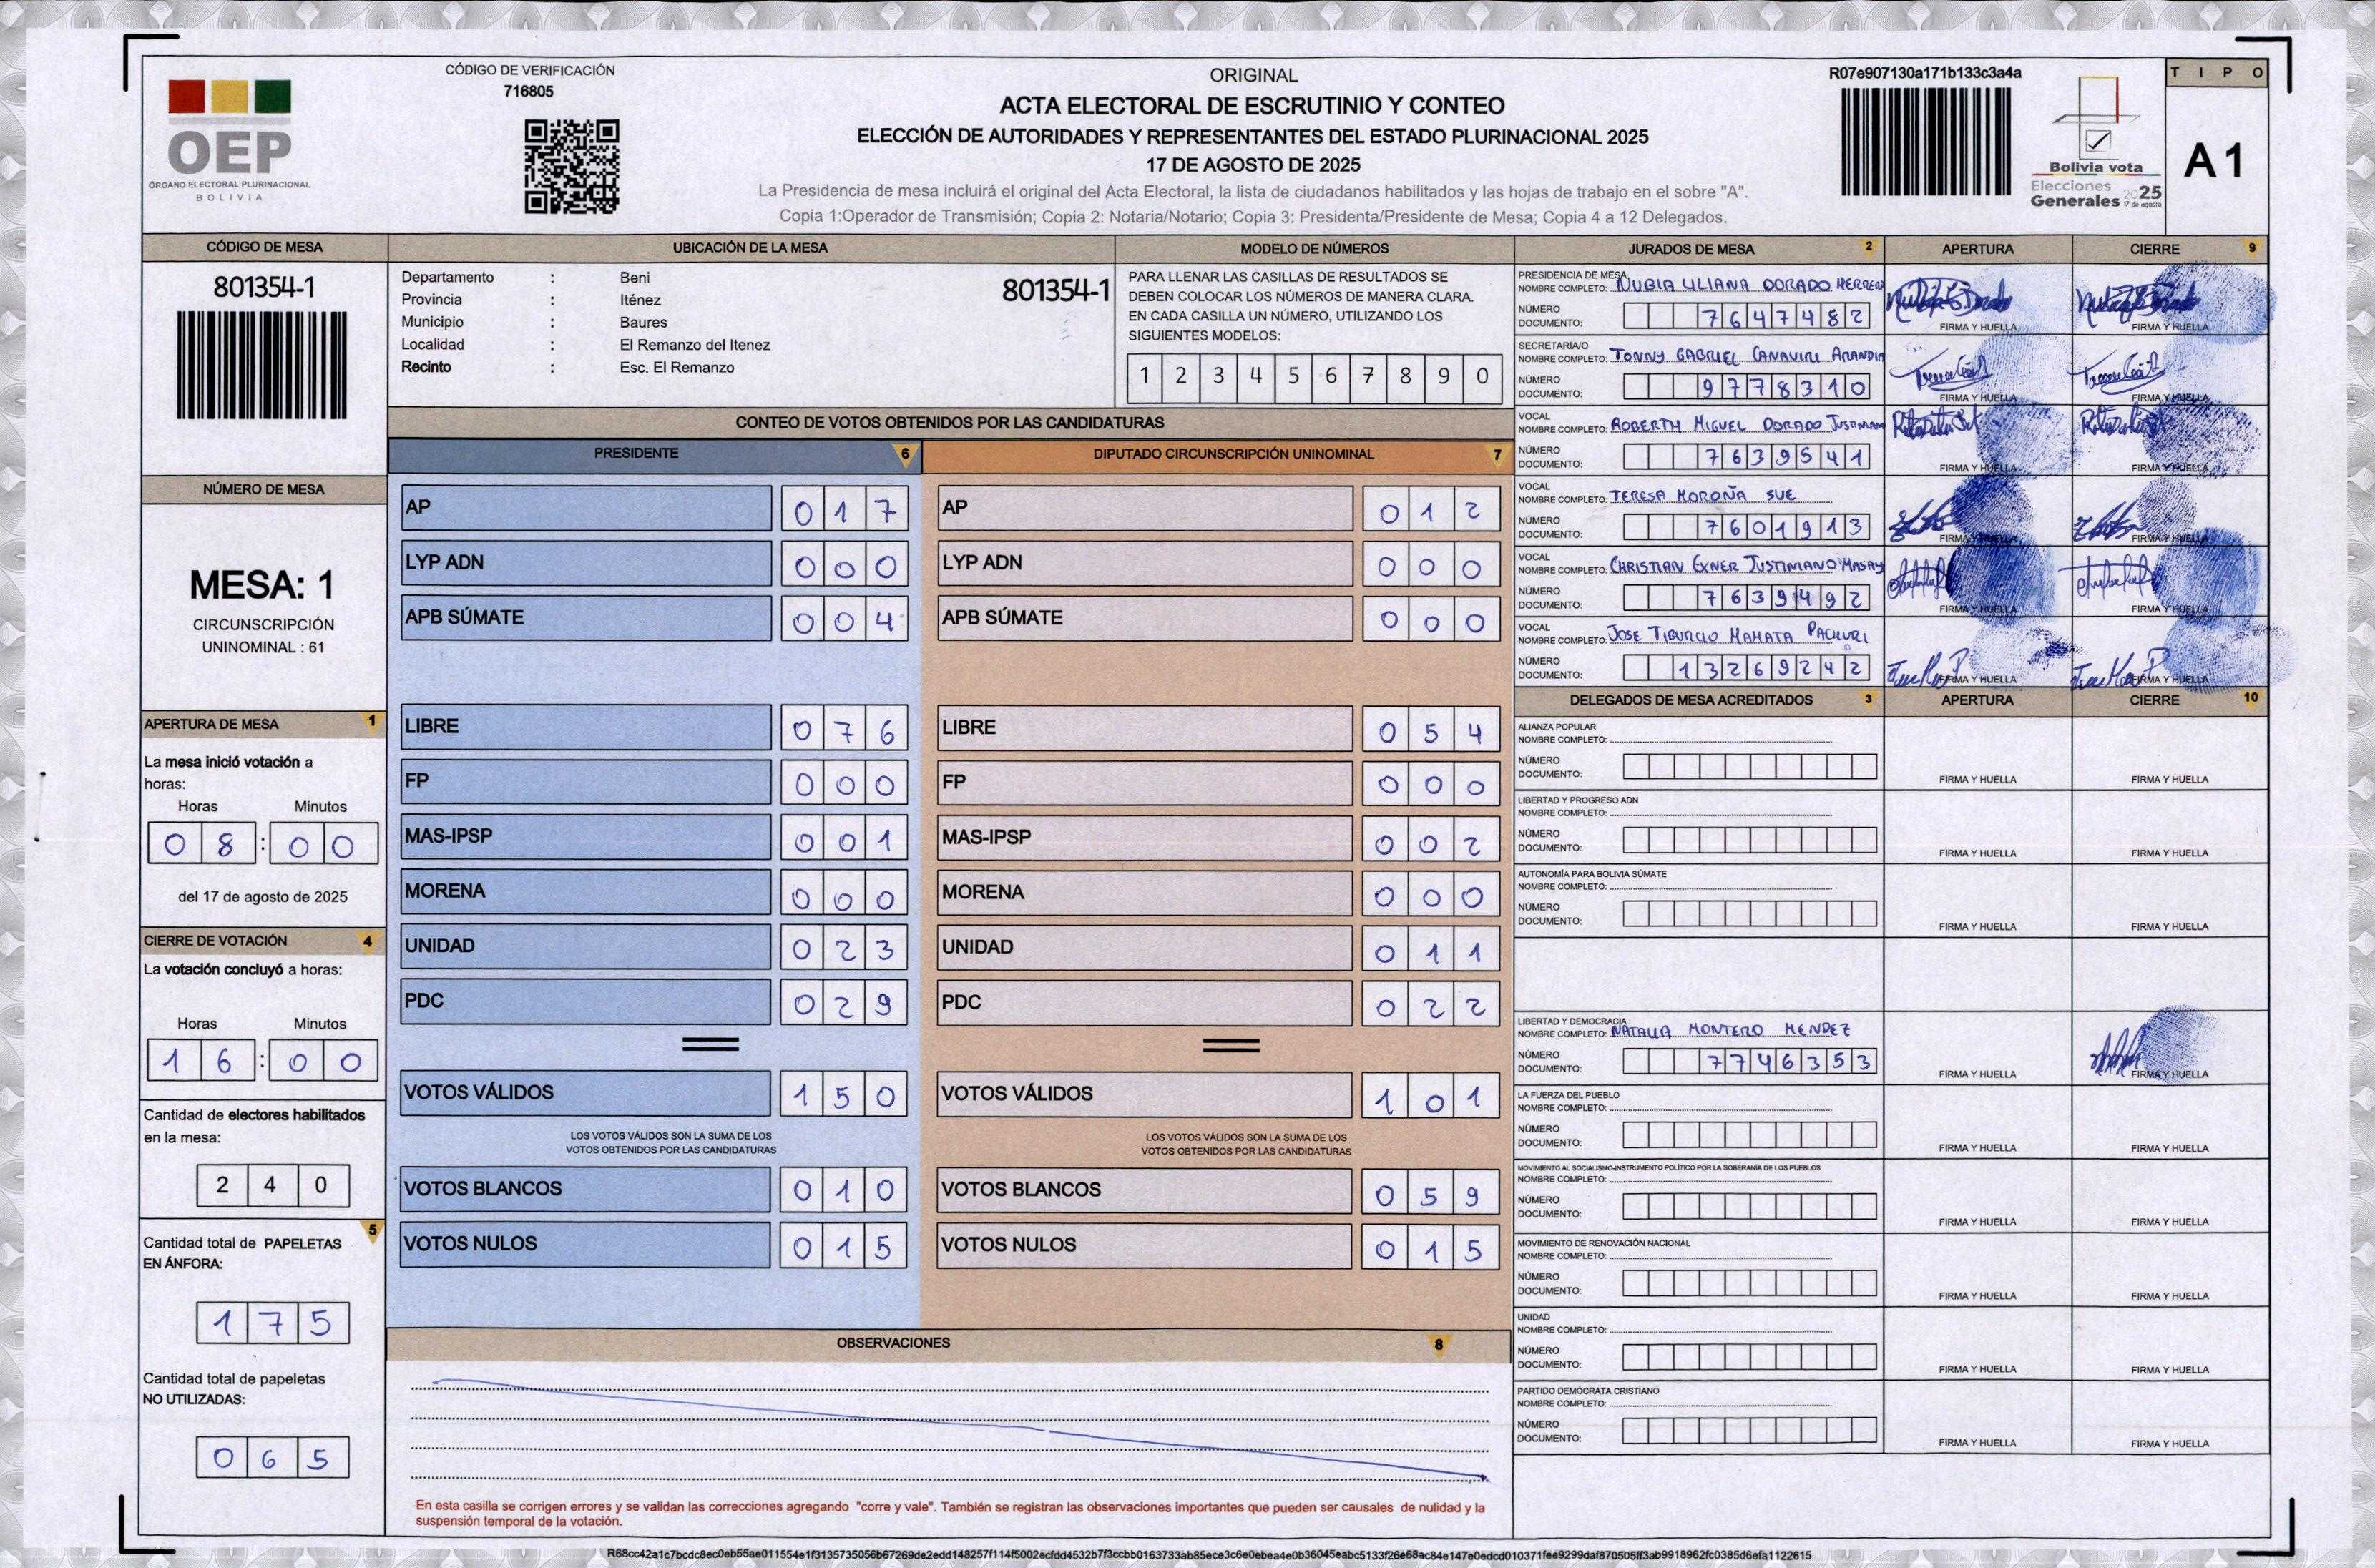 CÓDIGO DE VERIFICACIÓN
716805
OEP
ÓRGANO ELECTORAL PLURINACIONAL
BOLIVIA
ORIGINAL
ACTA ELECTORAL DE ESCRUTINIO Y CONTEO
ELECCIÓN DE AUTORIDADES Y REPRESENTANTES DEL ESTADO PLURINACIONAL 2025
17 DE AGOSTO DE 2025
La Presidencia de mesa incluirá el original del Acta Electoral, la lista de ciudadanos habilitados y las hojas de trabajo en el sobre "A".
Copia 1:Operador de Transmisión; Copia 2: Notaria/Notario; Copia 3: Presidenta/Presidente de Mesa; Copia 4 a 12 Delegados.
R07e907130a171b133c3a4a
Bolivia vota
Elecciones
Generales 2025
17 de agosto
TIPO
A1
CÓDIGO DE MESA
801354-1
NÚMERO DE MESA
MESA: 1
CIRCUNSCRIPCIÓN
UNINOMINAL : 61
APERTURA DE MESA 1
La mesa inició votación a
horas:
Horas Minutos
08:00
del 17 de agosto de 2025
CIERRE DE VOTACIÓN 4
La votación concluyó a horas:
Horas Minutos
16:00
Cantidad de electores habilitados
en la mesa:
240
5
Cantidad total de PAPELETAS
EN ÁNFORA:
175
Cantidad total de papeletas
NO UTILIZADAS:
065
UBICACIÓN DE LA MESA
Departamento : Beni
801354-1
Provincia : Iténez
Municipio : Baures
Localidad : El Remanzo del Itenez
Recinto : Esc. El Remanzo
MODELO DE NÚMEROS
PARA LLENAR LAS CASILLAS DE RESULTADOS SE
DEBEN COLOCAR LOS NÚMEROS DE MANERA CLARA.
EN CADA CASILLA UN NÚMERO, UTILIZANDO LOS
SIGUIENTES MODELOS:
1 2 3 4 5 6 7 8 9 0
CONTEO DE VOTOS OBTENIDOS POR LAS CANDIDATURAS
PRESIDENTE 6
AP 017
LYP ADN 000
APB SÚMATE 004
LIBRE 076
FP 000
MAS-IPSP 001
MORENA 000
UNIDAD 023
PDC 029
VOTOS VÁLIDOS 150
LOS VOTOS VÁLIDOS SON LA SUMA DE LOS
VOTOS OBTENIDOS POR LAS CANDIDATURAS
VOTOS BLANCOS 010
VOTOS NULOS 015
DIPUTADO CIRCUNSCRIPCIÓN UNINOMINAL 7
AP 012
LYP ADN 000
APB SÚMATE 000
LIBRE 054
FP 000
MAS-IPSP 002
MORENA 000
UNIDAD 011
PDC 022
VOTOS VÁLIDOS 101
LOS VOTOS VÁLIDOS SON LA SUMA DE LOS
VOTOS OBTENIDOS POR LAS CANDIDATURAS
VOTOS BLANCOS 059
VOTOS NULOS 015
OBSERVACIONES 8
En esta casilla se corrigen errores y se validan las correcciones agregando "corre y vale". También se registran las observaciones importantes que pueden ser causales de nulidad y la
suspensión temporal de la votación.
JURADOS DE MESA 2 APERTURA CIERRE 9
PRESIDENCIA DE MESA
NOMBRE COMPLETO: NUBIA LILIANA DORADO HERRERA
NÚMERO
DOCUMENTO: 7647482
FIRMA Y HUELLA FIRMA Y HUELLA
SECRETARIA/O
NOMBRE COMPLETO: TONNY GABRIEL CANAVIRI ARANDIA
NÚMERO
DOCUMENTO: 9778310
FIRMA Y HUELLA FIRMA Y HUELLA
VOCAL
NOMBRE COMPLETO: ROBERTH MIGUEL DORADO JUSTINIANO
NÚMERO
DOCUMENTO: 7639541
FIRMA Y HUELLA FIRMA Y HUELLA
VOCAL
NOMBRE COMPLETO: TERESA MOROÑA SUE
NÚMERO
DOCUMENTO: 7601913
FIRMA Y HUELLA FIRMA Y HUELLA
VOCAL
NOMBRE COMPLETO: CHRISTIAN EXNER JUSTINIANO MASAY
NÚMERO
DOCUMENTO: 7639492
FIRMA Y HUELLA FIRMA Y HUELLA
VOCAL
NOMBRE COMPLETO: JOSE TIBURCIO MAMATA PACHURI
NÚMERO
DOCUMENTO: 13269242
FIRMA Y HUELLA FIRMA Y HUELLA
DELEGADOS DE MESA ACREDITADOS 3 APERTURA CIERRE 10
ALIANZA POPULAR
NOMBRE COMPLETO:
NÚMERO
DOCUMENTO:
FIRMA Y HUELLA FIRMA Y HUELLA
LIBERTAD Y PROGRESO ADN
NOMBRE COMPLETO:
NÚMERO
DOCUMENTO:
FIRMA Y HUELLA FIRMA Y HUELLA
AUTONOMÍA PARA BOLIVIA SÚMATE
NOMBRE COMPLETO:
NÚMERO
DOCUMENTO:
FIRMA Y HUELLA FIRMA Y HUELLA
LIBERTAD Y DEMOCRACIA
NOMBRE COMPLETO: NATALIA MONTERO MENDEZ
NÚMERO
DOCUMENTO: 7746353
FIRMA Y HUELLA FIRMA Y HUELLA
LA FUERZA DEL PUEBLO
NOMBRE COMPLETO:
NÚMERO
DOCUMENTO:
FIRMA Y HUELLA FIRMA Y HUELLA
MOVIMIENTO AL SOCIALISMO-INSTRUMENTO POLÍTICO POR LA SOBERANÍA DE LOS PUEBLOS
NOMBRE COMPLETO:
NÚMERO
DOCUMENTO:
FIRMA Y HUELLA FIRMA Y HUELLA
MOVIMIENTO DE RENOVACIÓN NACIONAL
NOMBRE COMPLETO:
NÚMERO
DOCUMENTO:
FIRMA Y HUELLA FIRMA Y HUELLA
UNIDAD
NOMBRE COMPLETO:
NÚMERO
DOCUMENTO:
FIRMA Y HUELLA FIRMA Y HUELLA
PARTIDO DEMÓCRATA CRISTIANO
NOMBRE COMPLETO:
NÚMERO
DOCUMENTO:
FIRMA Y HUELLA FIRMA Y HUELLA